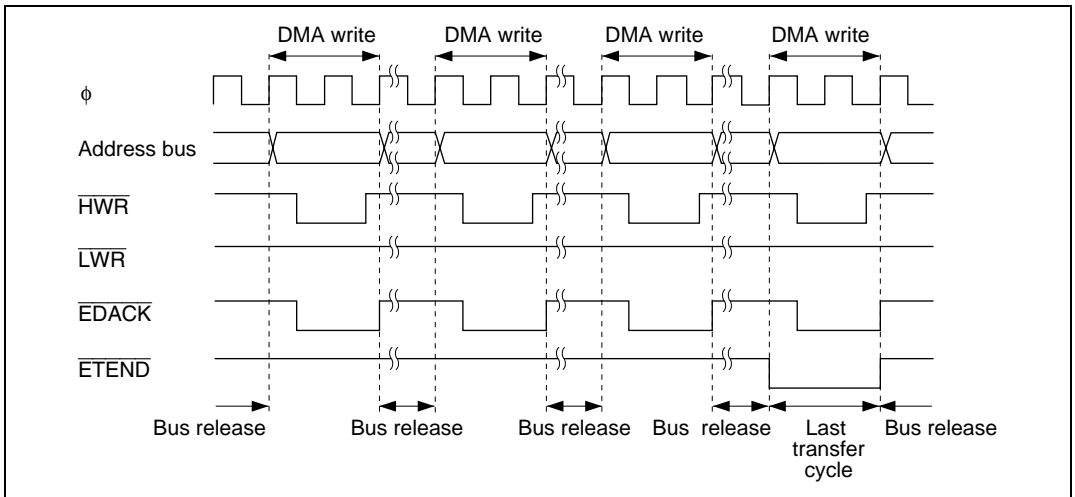 DMA write DMA write DMA write DMA write
φ
Address bus
HWR
LWR
EDACK
ETEND
Bus release Bus release Bus release Bus release Last transfer cycle Bus release